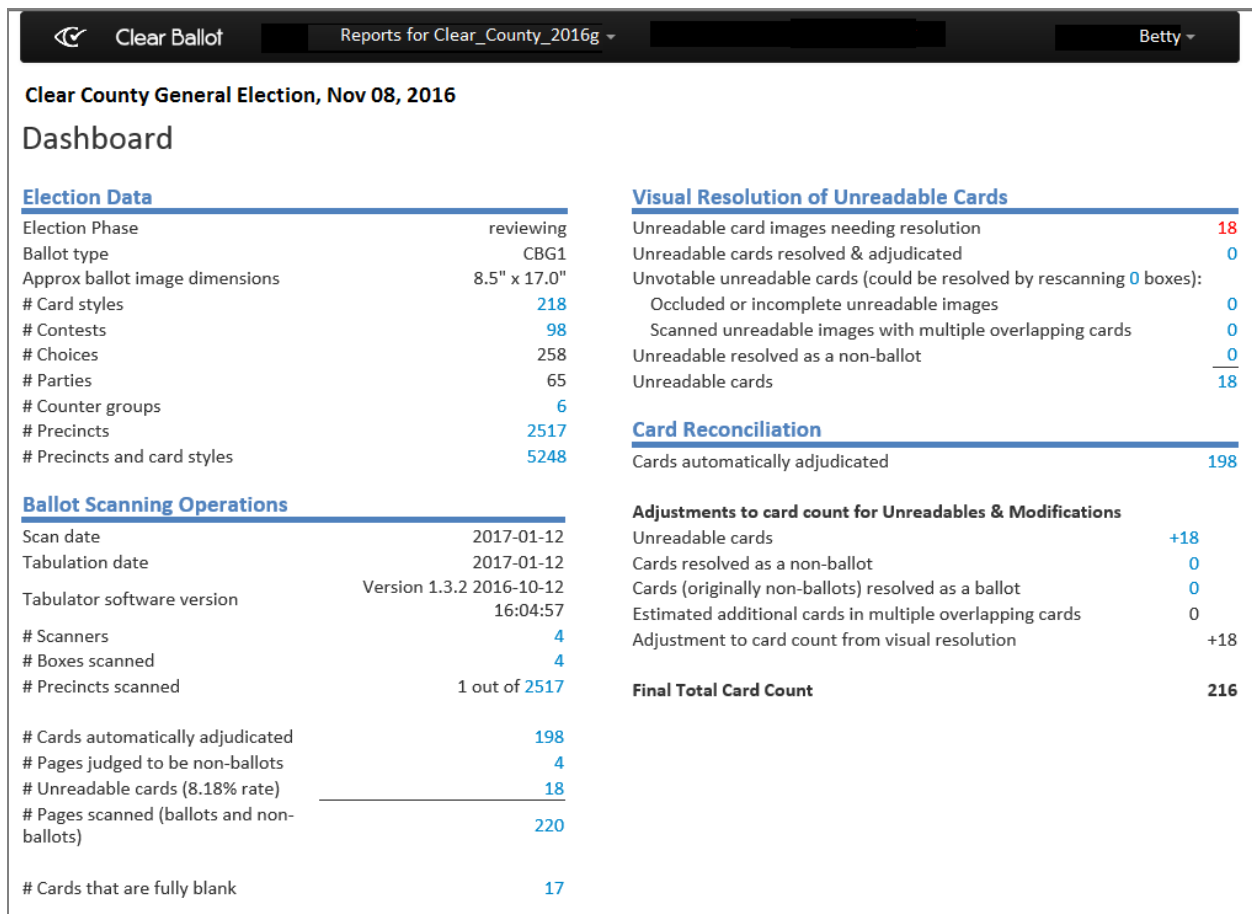 Clear Ballot Reports for Clear_County_2016g Betty
Clear County General Election, Nov 08, 2016
Dashboard
Election Data
Election Phase reviewing
Ballot type CBG1
Approx ballot image dimensions 8.5" x 17.0"
# Card styles 218
# Contests 98
# Choices 258
# Parties 65
# Counter groups 6
# Precincts 2517
# Precincts and card styles 5248
Ballot Scanning Operations
Scan date 2017-01-12
Tabulation date 2017-01-12
Tabulator software version Version 1.3.2 2016-10-12
16:04:57
# Scanners 4
# Boxes scanned 4
# Precincts scanned 1 out of 2517
# Cards automatically adjudicated 198
# Pages judged to be non-ballots 4
# Unreadable cards (8.18% rate) 18
# Pages scanned (ballots and non-
ballots) 220
# Cards that are fully blank 17
Visual Resolution of Unreadable Cards
Unreadable card images needing resolution 18
Unreadable cards resolved & adjudicated 0
Unvotable unreadable cards (could be resolved by rescanning 0 boxes):
Occluded or incomplete unreadable images 0
Scanned unreadable images with multiple overlapping cards 0
Unreadable resolved as a non-ballot 0
Unreadable cards 18
Card Reconciliation
Cards automatically adjudicated 198
Adjustments to card count for Unreadables & Modifications
Unreadable cards +18
Cards resolved as a non-ballot 0
Cards (originally non-ballots) resolved as a ballot 0
Estimated additional cards in multiple overlapping cards 0
Adjustment to card count from visual resolution +18
Final Total Card Count 216